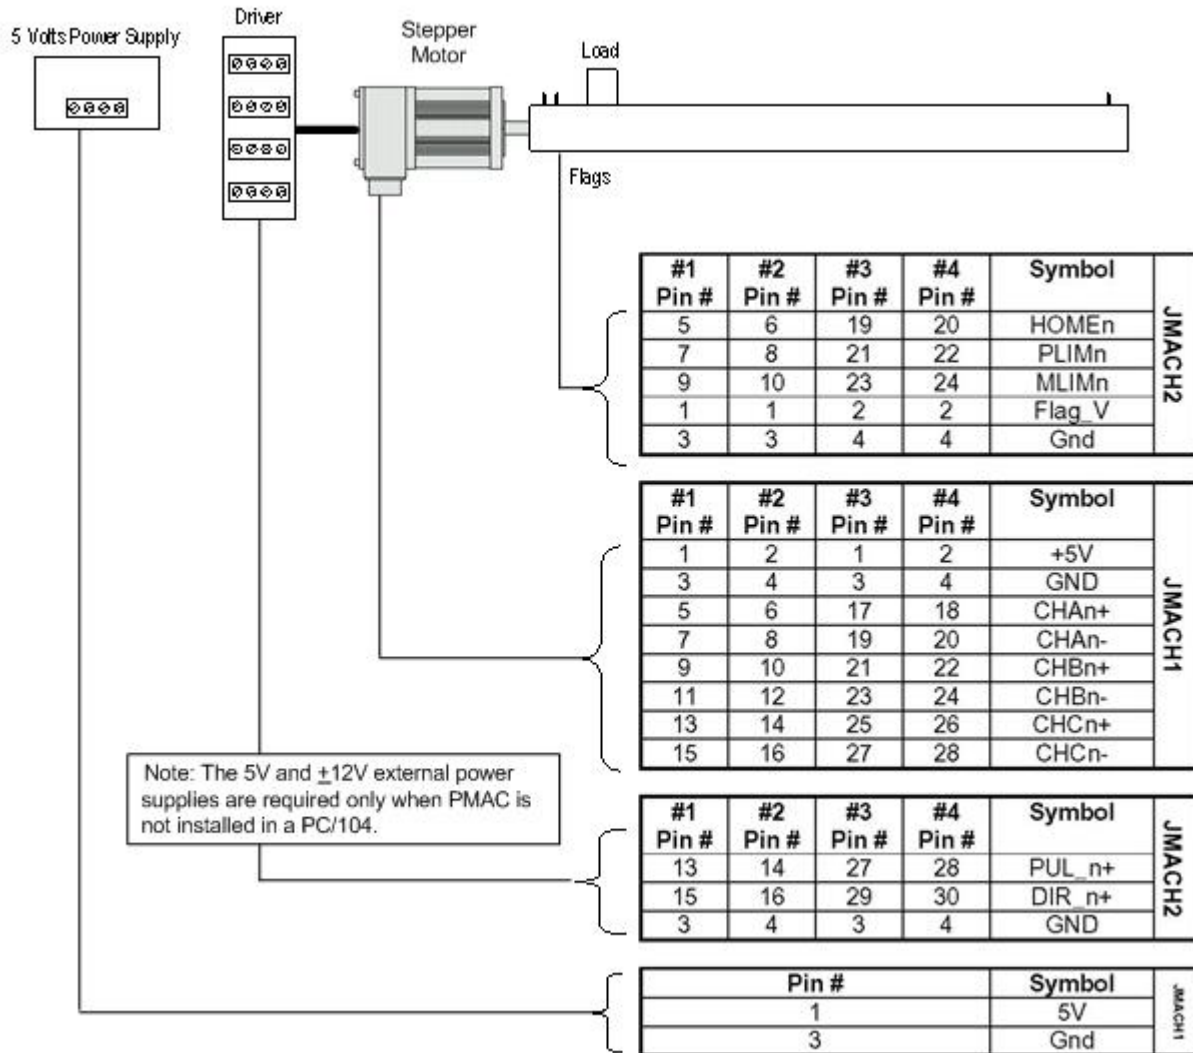 5 Volts Power Supply
Driver
Stepper
Motor
Load
Flags
#1 #2 #3 #4 Symbol
Pin # Pin # Pin # Pin #
5 6 19 20 HOMEn
7 8 21 22 PLIMn
9 10 23 24 MLIMn
1 1 2 2 Flag_V
3 3 4 4 Gnd
JMACH2
#1 #2 #3 #4 Symbol
Pin # Pin # Pin # Pin #
1 2 1 2 +5V
3 4 3 4 GND
5 6 17 18 CHAn+
7 8 19 20 CHAn-
9 10 21 22 CHBn+
11 12 23 24 CHBn-
13 14 25 26 CHCn+
15 16 27 28 CHCn-
JMACH1
Note: The 5V and ±12V external power
supplies are required only when PMAC is
not installed in a PC/104.
#1 #2 #3 #4 Symbol
Pin # Pin # Pin # Pin #
13 14 27 28 PUL_n+
15 16 29 30 DIR_n+
3 4 3 4 GND
JMACH2
Pin # Symbol
1 5V
3 Gnd
JMACH1